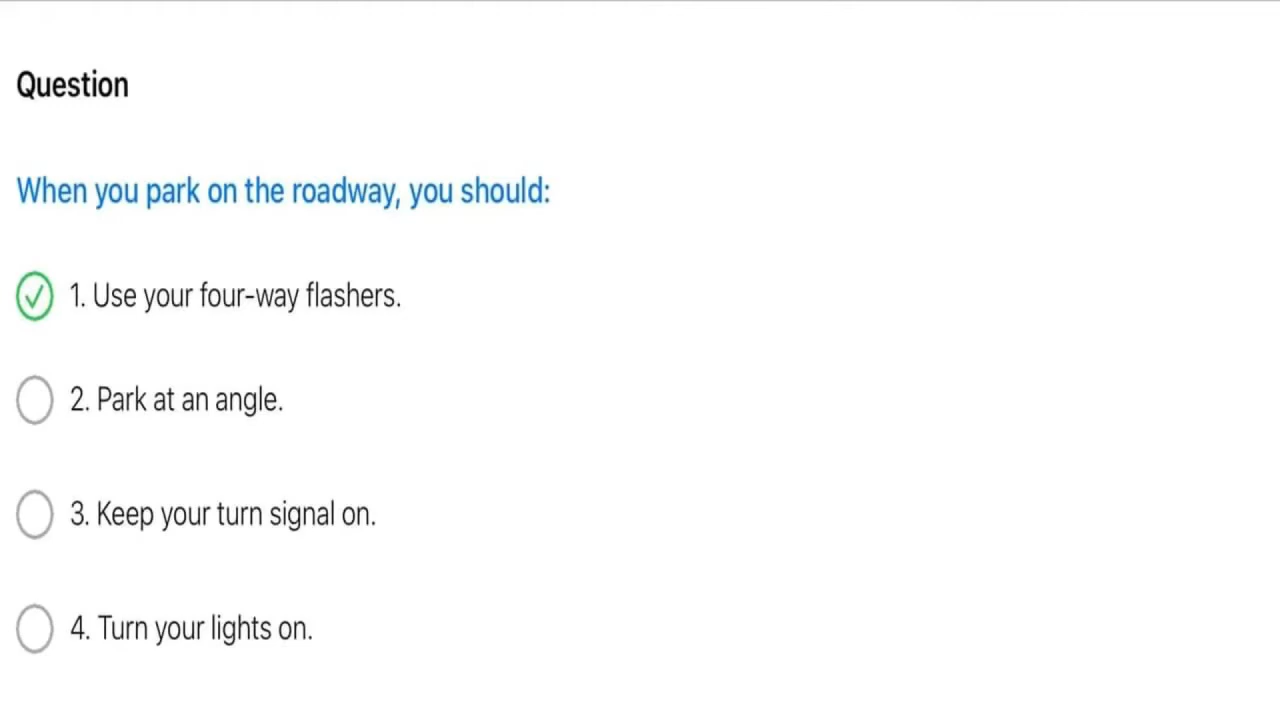 Question
When you park on the roadway, you should:
1. Use your four-way flashers.
2. Park at an angle.
3. Keep your turn signal on.
4. Turn your lights on.